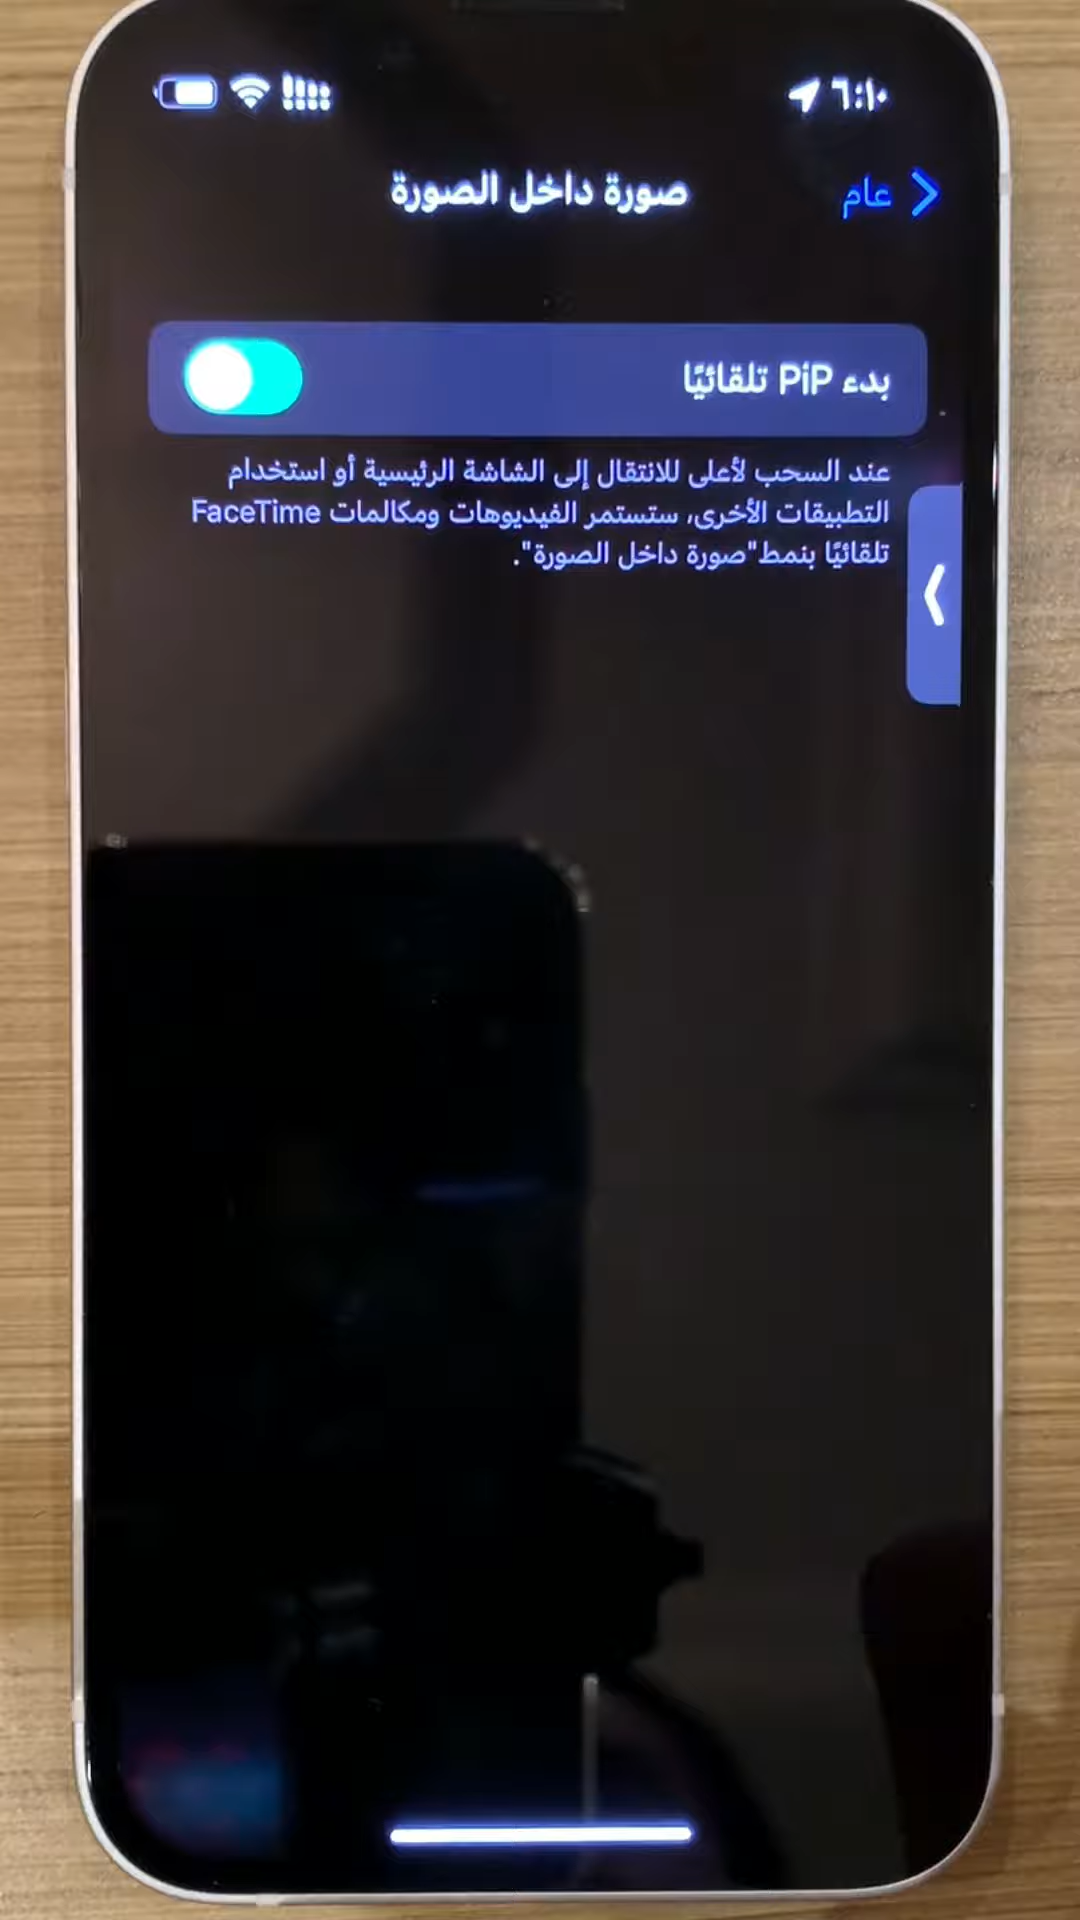 ٦:١٠
عام
صورة داخل الصورة
بدء PiP تلقائيًا
عند السحب لأعلى للانتقال إلى الشاشة الرئيسية أو استخدام
التطبيقات الأخرى، ستستمر الفيديوهات ومكالمات FaceTime
تلقائيًا بنمط"صورة داخل الصورة".